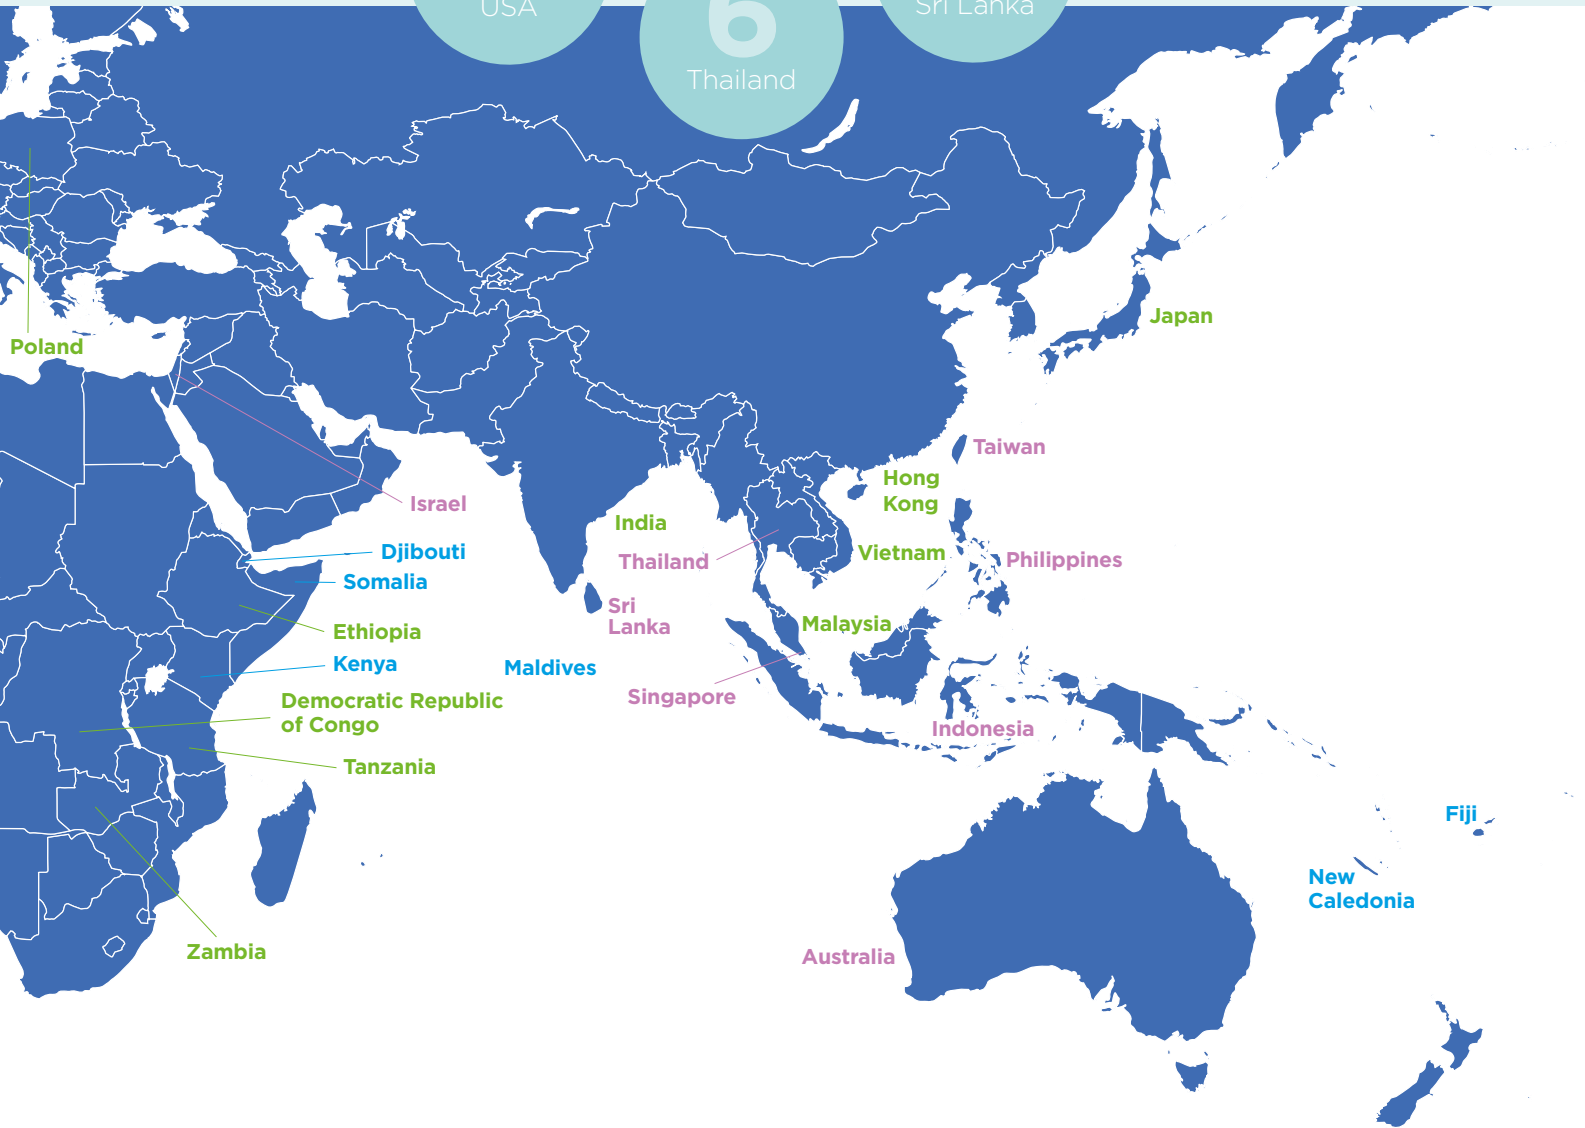 USA
6
Sri Lanka
Thailand
Japan
Poland
Taiwan
Hong
Kong
Israel
India
Djibouti
Thailand
Vietnam
Philippines
Somalia
Sri
Lanka
Malaysia
Ethiopia
Kenya
Maldives
Singapore
Democratic Republic
of Congo
Indonesia
Tanzania
Fiji
New
Caledonia
Zambia
Australia